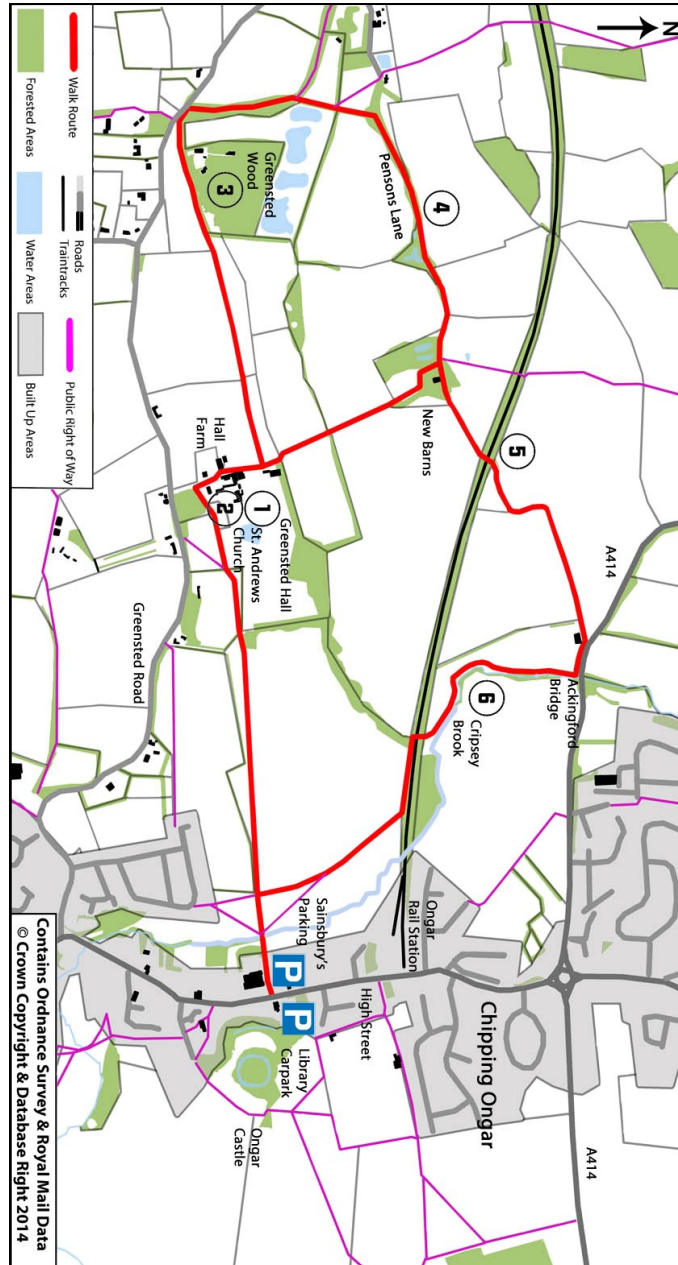 N
A414
A414
Ackingford
Bridge
5
6
Cripsey
Brook
Chipping Ongar
4
Pensons Lane
New Barns
Ongar
Rail Station
High Street
Sainsbury's
Parking
P
P
Library
Carpark
Greensted Hall
1
St. Andrews
Church
2
Greensted
Wood
3
Hall
Farm
Ongar
Castle
Greensted Road
Walk Route
Roads
Traintracks
Public Right of Way
Forested Areas
Water Areas
Built Up Areas
Contains Ordnance Survey & Royal Mail Data
© Crown Copyright & Database Right 2014